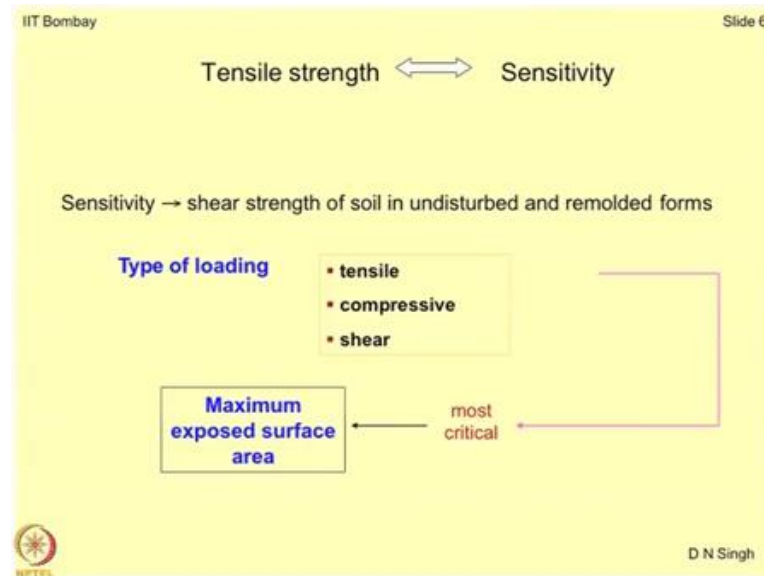 IIT Bombay
Slide 6
Tensile strength Sensitivity
Sensitivity → shear strength of soil in undisturbed and remolded forms
Type of loading
▪ tensile
▪ compressive
▪ shear
Maximum
exposed surface
area
most
critical
NPTEL
D N Singh